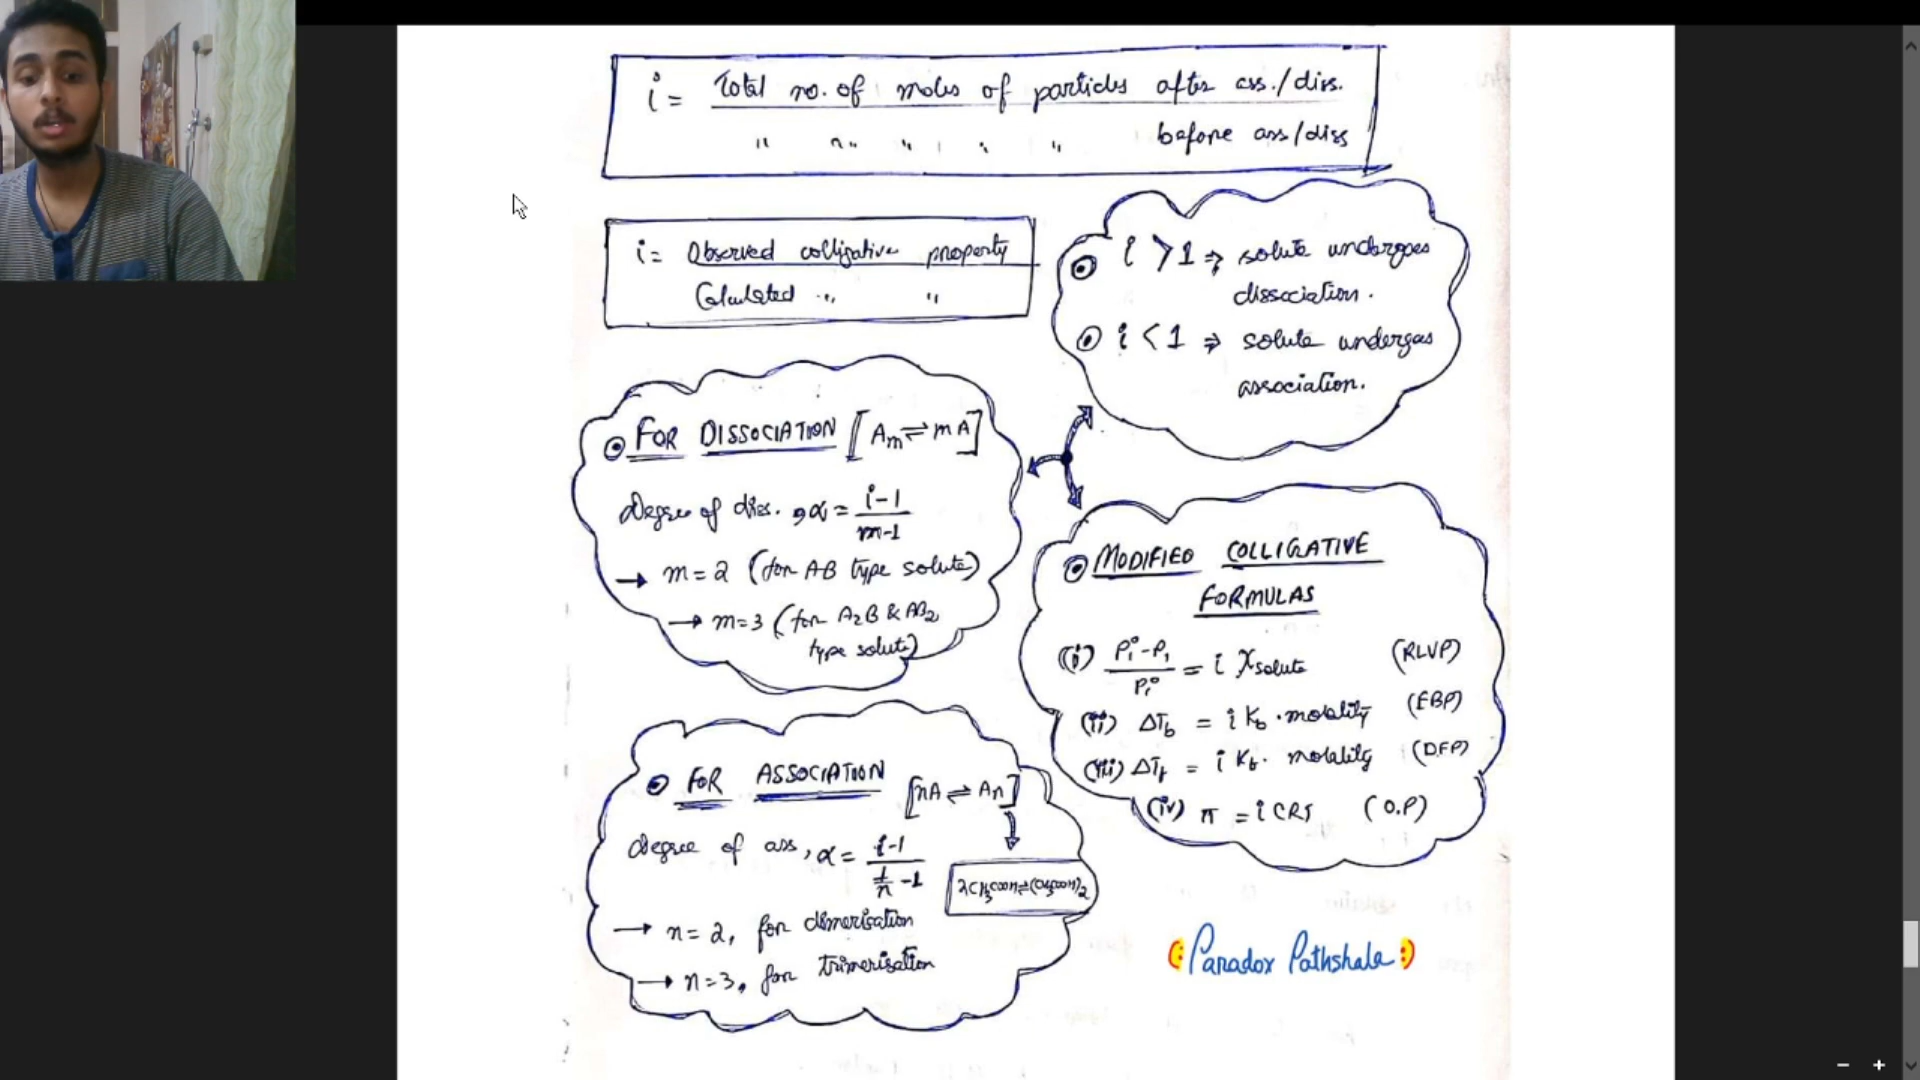 i = Total no. of moles of particles after ass./diss.
" n. " " " before ass/diss
i = Observed colligative property
Calculated " "
i > 1 ⇒ solute undergoes
dissociation.
i < 1 ⇒ solute undergoes
association.
FOR DISSOCIATION [Am ⇌ mA]
Degree of diss., α = i-1
m-1
→ m = 2 (for AB type solute)
→ m = 3 (for A2B & AB2
type solute)
MODIFIED COLLIGATIVE
FORMULAS
(i) P1° - P1 / P1° = i Xsolute (RLVP)
(ii) ΔTb = i Kb . molality (EBP)
(iii) ΔTf = i Kf . molality (DFP)
(iv) π = i CRT (O.P)
FOR ASSOCIATION [nA ⇌ An]
Degree of ass, α = i-1
1/n - 1
2CH3COOH ⇌ (CH3COOH)2
→ n = 2, for dimerisation
→ n = 3, for trimerisation
(: Paradox Pathshala :)